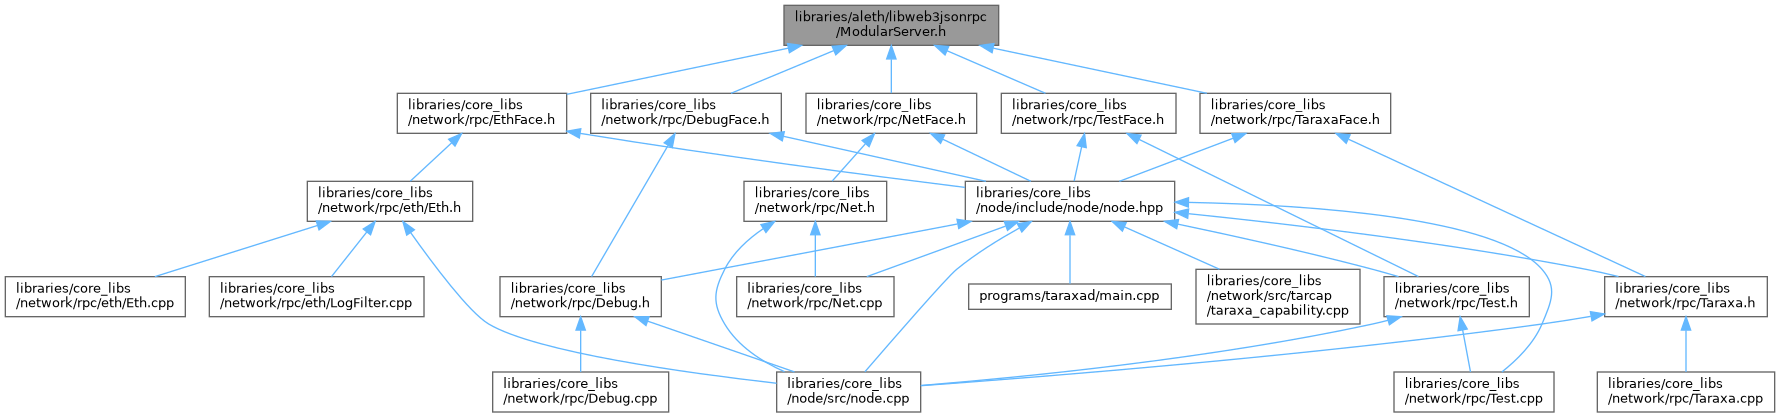 libraries/aleth/libweb3jsonrpc
/ModularServer.h
libraries/core_libs
/network/rpc/EthFace.h
libraries/core_libs
/network/rpc/DebugFace.h
libraries/core_libs
/network/rpc/NetFace.h
libraries/core_libs
/network/rpc/TestFace.h
libraries/core_libs
/network/rpc/TaraxaFace.h
libraries/core_libs
/network/rpc/eth/Eth.h
libraries/core_libs
/network/rpc/Net.h
libraries/core_libs
/node/include/node/node.hpp
libraries/core_libs
/network/rpc/eth/Eth.cpp
libraries/core_libs
/network/rpc/eth/LogFilter.cpp
libraries/core_libs
/network/rpc/Debug.h
libraries/core_libs
/network/rpc/Net.cpp
programs/taraxad/main.cpp
libraries/core_libs
/network/src/tarcap
/taraxa_capability.cpp
libraries/core_libs
/network/rpc/Test.h
libraries/core_libs
/network/rpc/Taraxa.h
libraries/core_libs
/network/rpc/Debug.cpp
libraries/core_libs
/node/src/node.cpp
libraries/core_libs
/network/rpc/Test.cpp
libraries/core_libs
/network/rpc/Taraxa.cpp